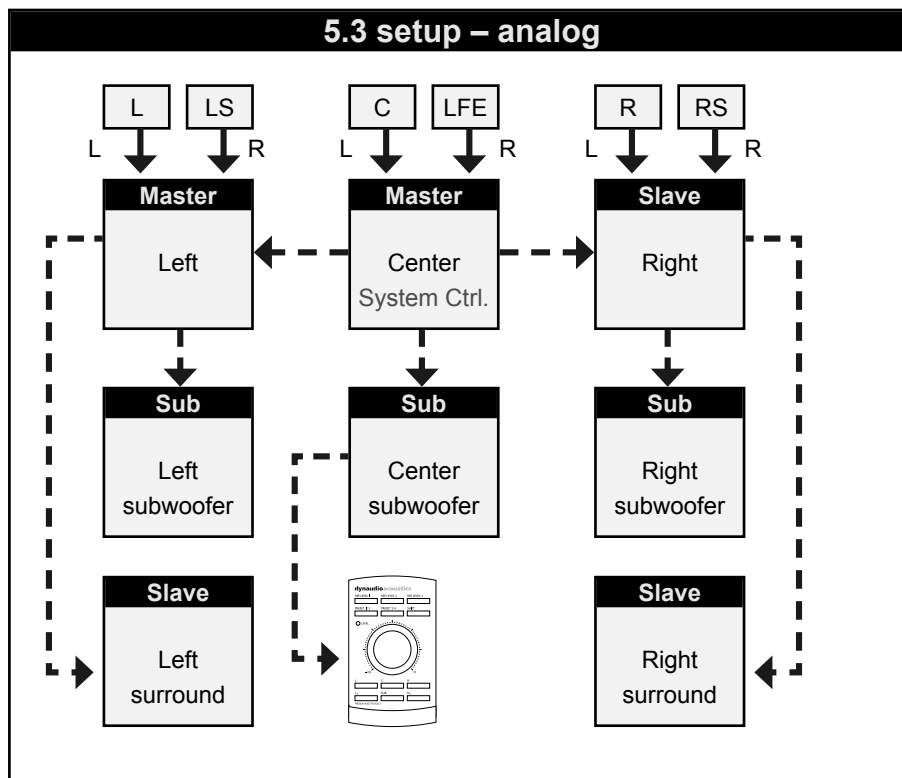 5.3 setup – analog
L LS C LFE R RS
L R L R L R
Master Master Slave
Left Center Right
System Ctrl.
Sub Sub Sub
Left Center Right
subwoofer subwoofer subwoofer
Slave Slave
dynaudioacoustics
Left Right
surround surround